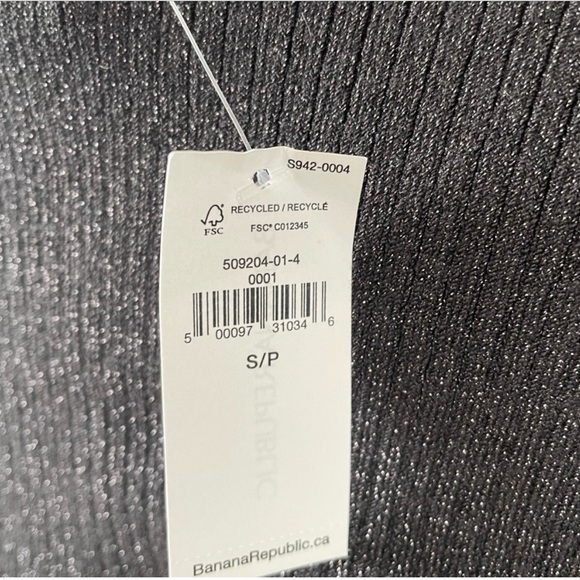 S942-0004
RECYCLED / RECYCLÉ
FSC
FSC® C012345
509204-01-4
0001
5 00097 31034 6
S/P
BananaRepublic.ca